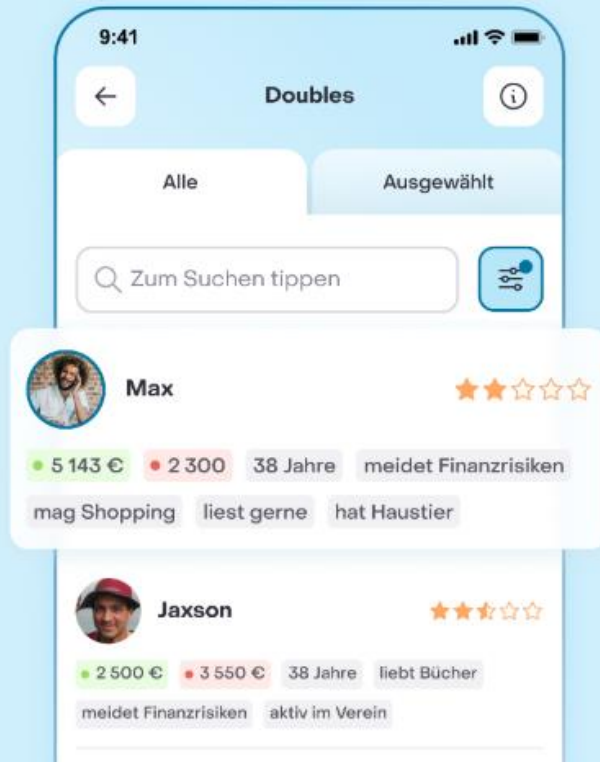 9:41
Doubles
Alle Ausgewählt
Zum Suchen tippen
Max
5 143 € 2 300 38 Jahre meidet Finanzrisiken
mag Shopping liest gerne hat Haustier
Jaxson
2 500 € 3 550 € 38 Jahre liebt Bücher
meidet Finanzrisiken aktiv im Verein